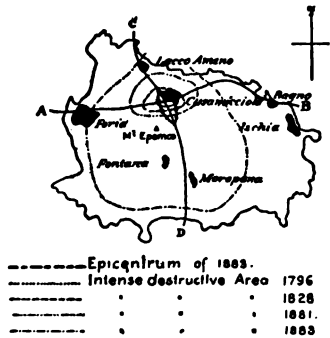 C
N
Lacco Ameno
A
Casamicciola
Bagno
B
Ischia
Forio
Mt Epomeo
Fontana
Moropana
D
Epicentrum of 1883.
Intense destructive Area 1796
" " " 1828
" " " 1881.
" " " 1883